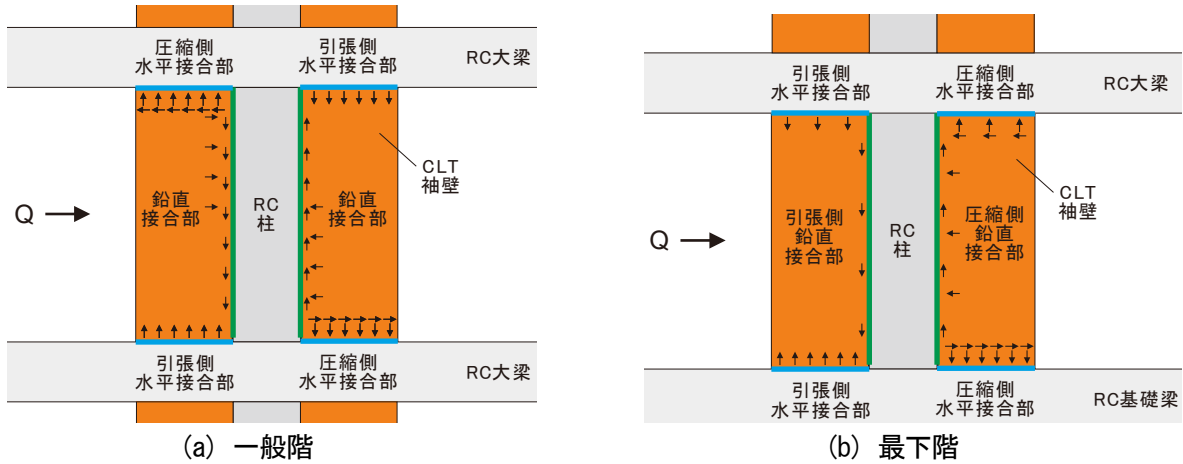 圧縮側
水平接合部
引張側
水平接合部
RC大梁
CLT
袖壁
鉛直
接合部
RC
柱
鉛直
接合部
Q
引張側
水平接合部
圧縮側
水平接合部
RC大梁
(a) 一般階
引張側
水平接合部
圧縮側
水平接合部
RC大梁
CLT
袖壁
引張側
鉛直
接合部
RC
柱
圧縮側
鉛直
接合部
Q
引張側
水平接合部
圧縮側
水平接合部
RC基礎梁
(b) 最下階